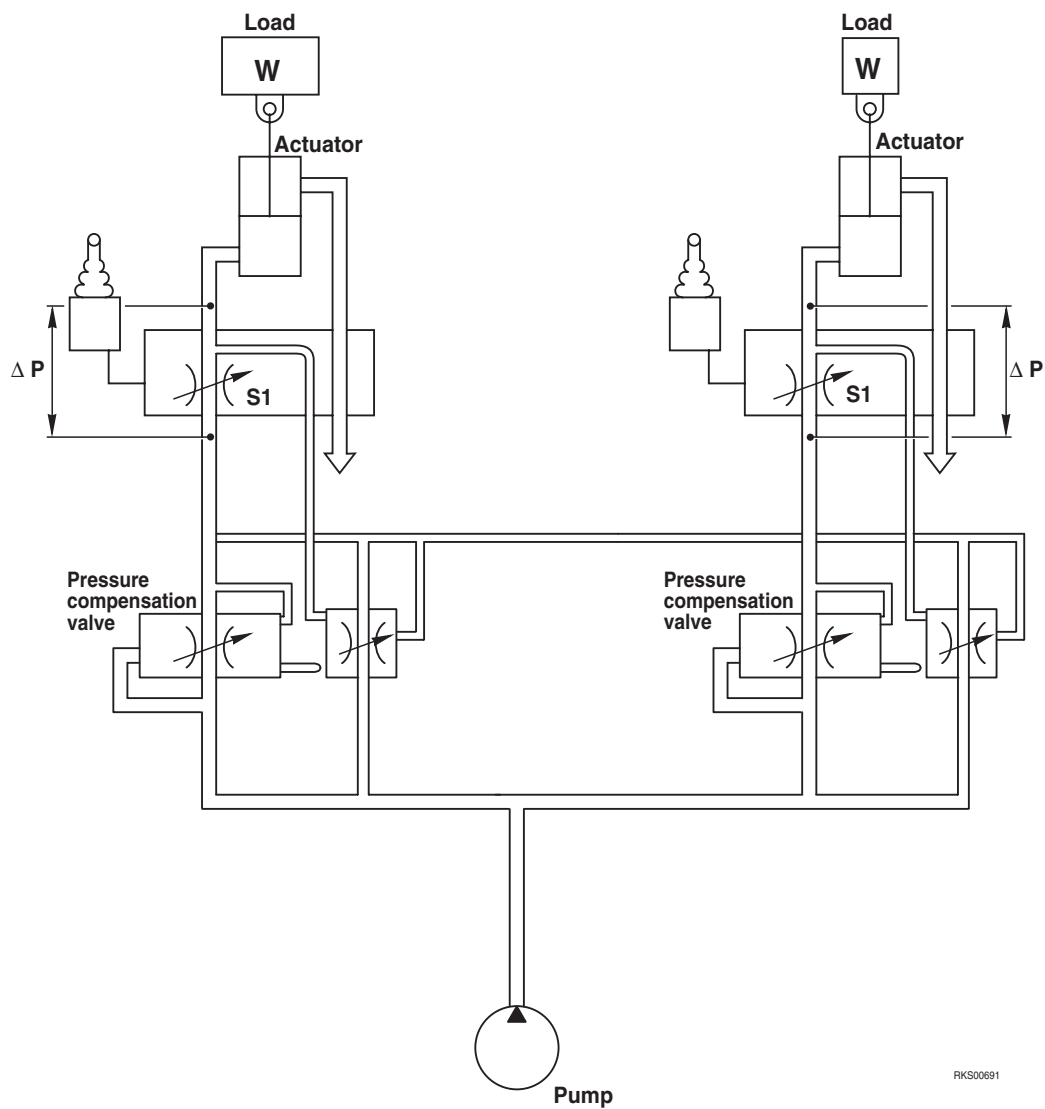 Load
W
Actuator
Load
W
Actuator
Δ P
S1
S1
Δ P
Pressure
compensation
valve
Pressure
compensation
valve
Pump
RKS00691